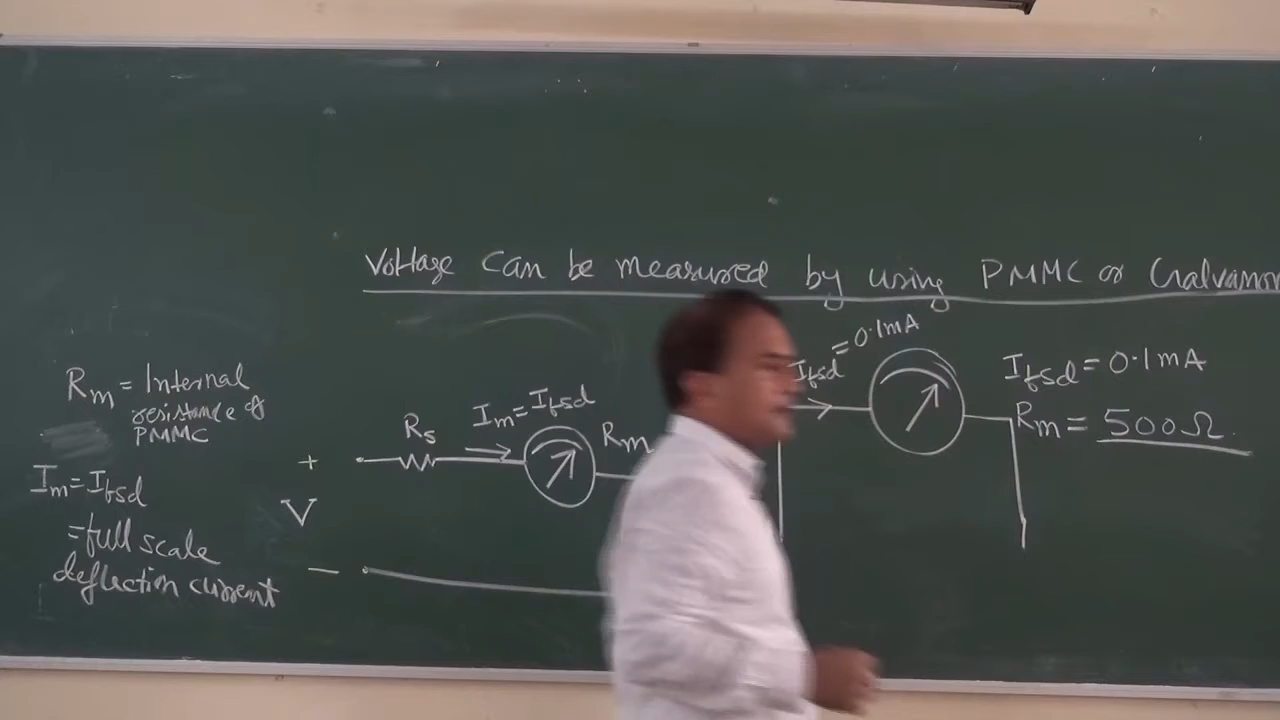 Voltage Can be measured by using PMMC or
Rm = Internal
resistance of
PMMC
Im = Ifsd
= full scale
deflection current
+
V
–
Rs
Im = Ifsd
Rm
Ifsd = 0.1mA
Ifsd = 0.1mA
Rm = 500Ω